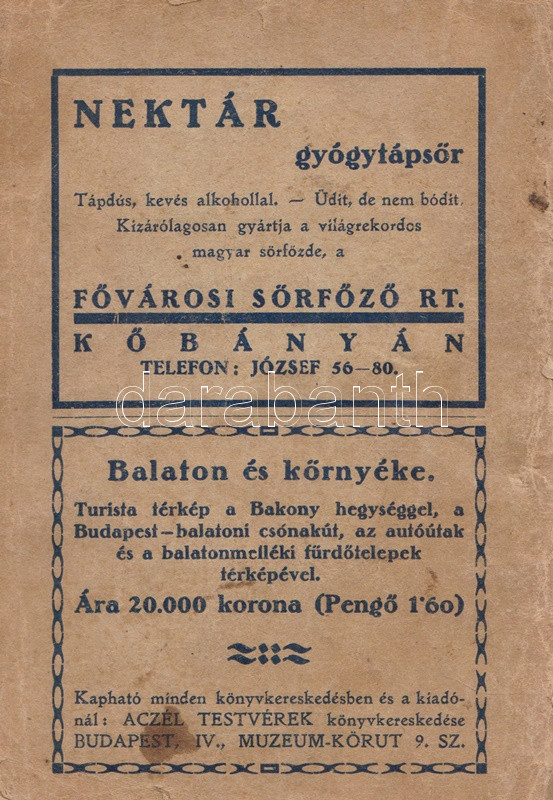 NEKTÁR
gyógytápsör
Tápdús, kevés alkohollal. — Üdít, de nem bódít.
Kizárólagosan gyártja a világrekordos
magyar sörfőzde, a
FŐVÁROSI SÖRFŐZŐ RT.
KŐBÁNYÁN
TELEFON: JÓZSEF 56—80.
darabanth
Balaton és környéke.
Turista térkép a Bakony hegységgel, a
Budapest—balatoni csónakút, az autóútak
és a balatonmelléki fürdőtelepek
térképével.
Ára 20.000 korona (Pengő 1·60)
Kapható minden könyvkereskedésben és a kiadó-
nál: ACZÉL TESTVÉREK könyvkereskedése
BUDAPEST, IV., MUZEUM-KÖRUT 9. SZ.